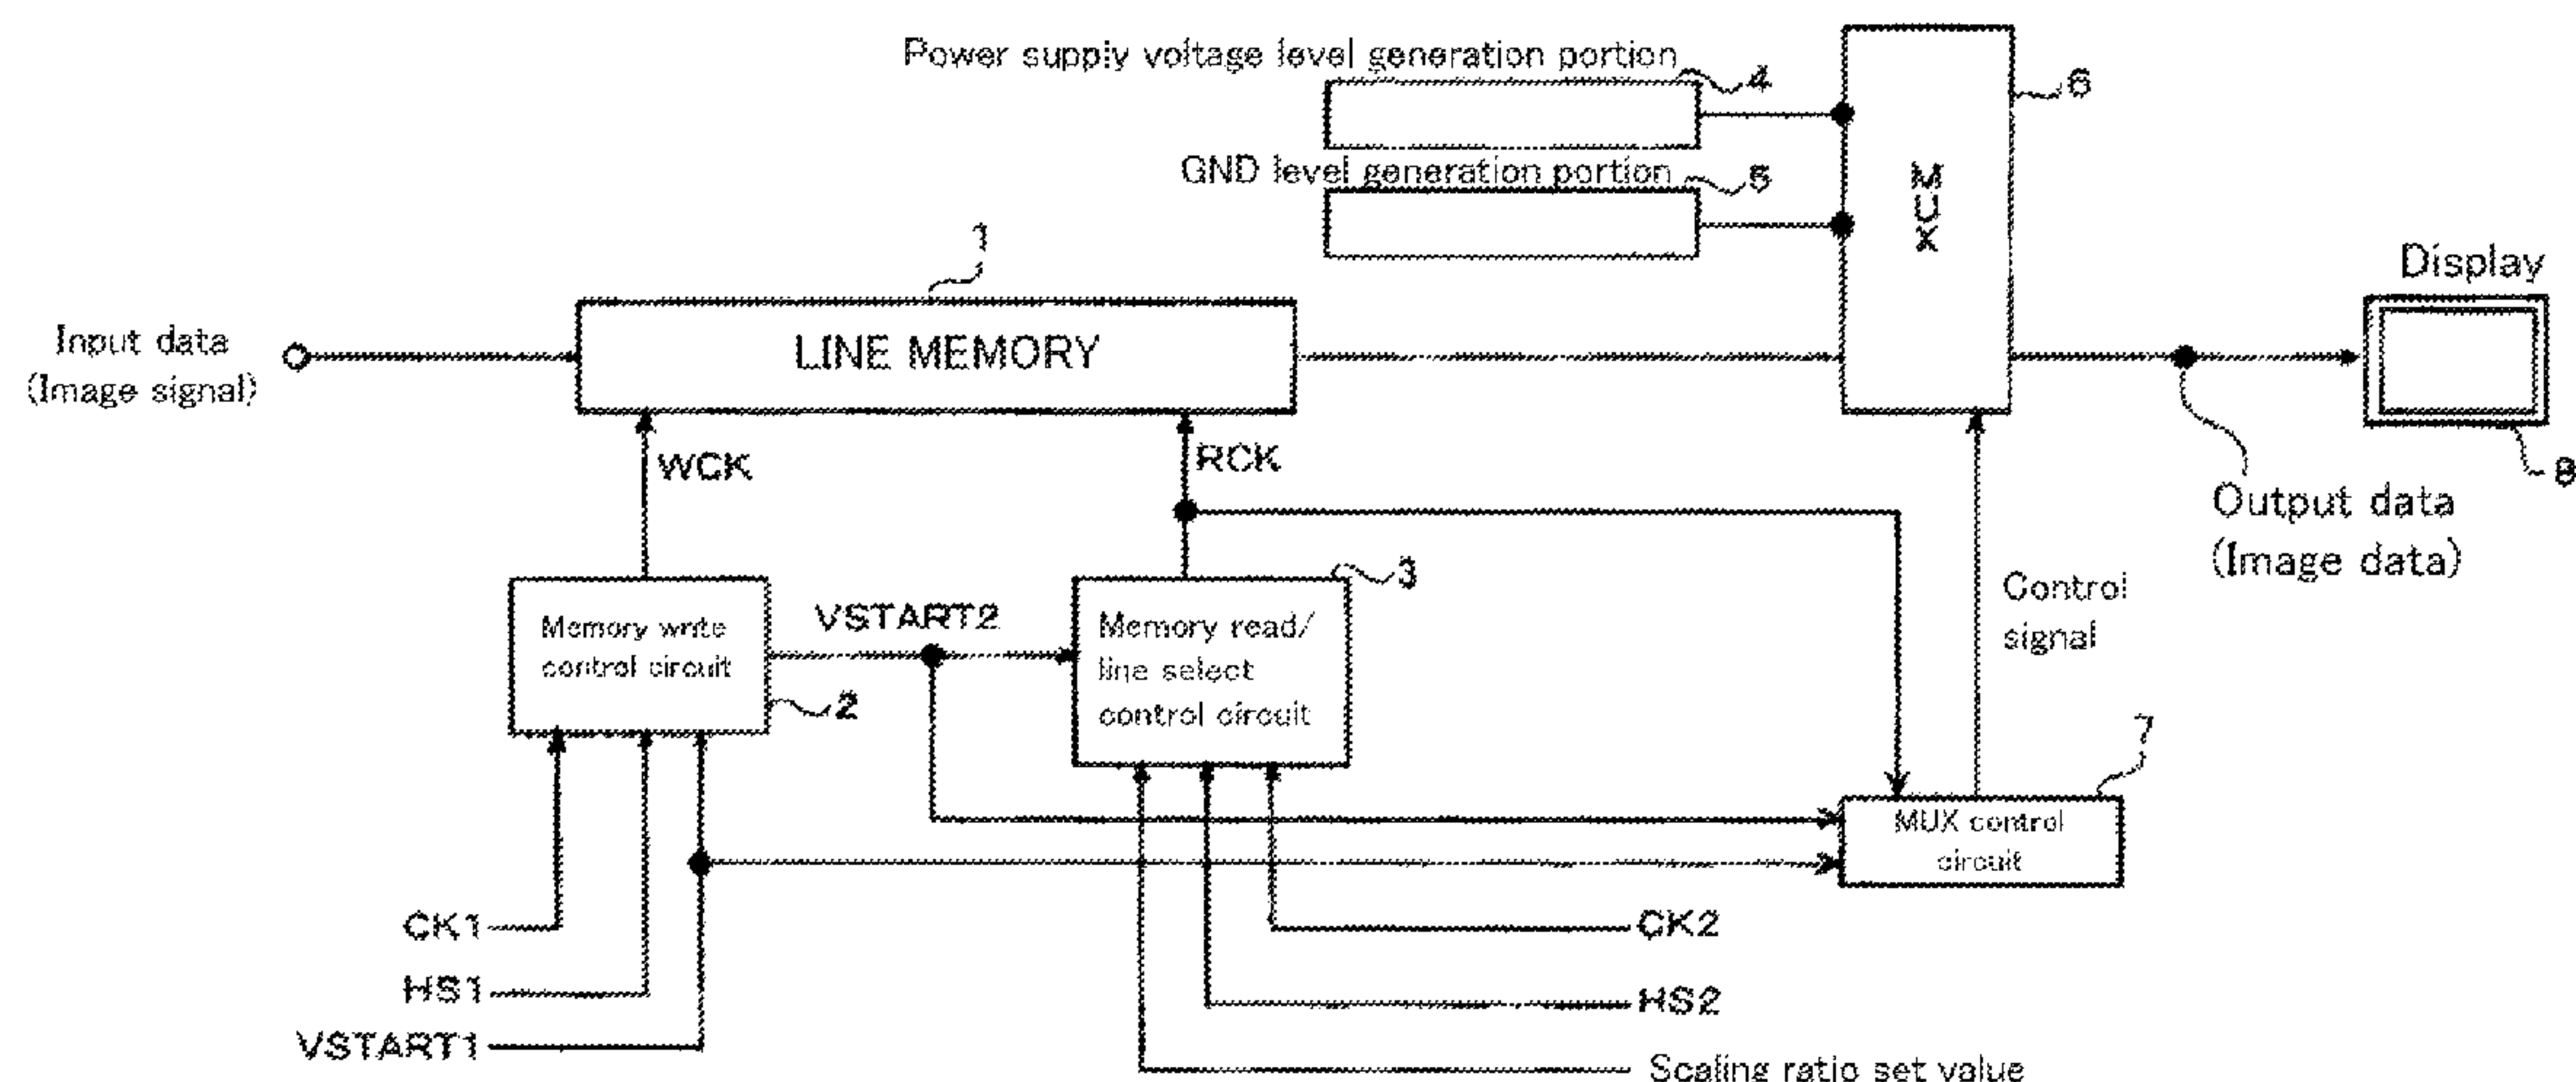 Power supply voltage level generation portion
4
6
GND level generation portion
5
MUX
1
Display
Input data
(Image signal)
LINE MEMORY
8
WCK
RCK
Output data
(Image data)
3
Memory write
control circuit
VSTART2
Memory read/
line select
control circuit
Control
signal
2
7
MUX control
circuit
CK1
CK2
HS1
HS2
VSTART1
Scaling ratio set value